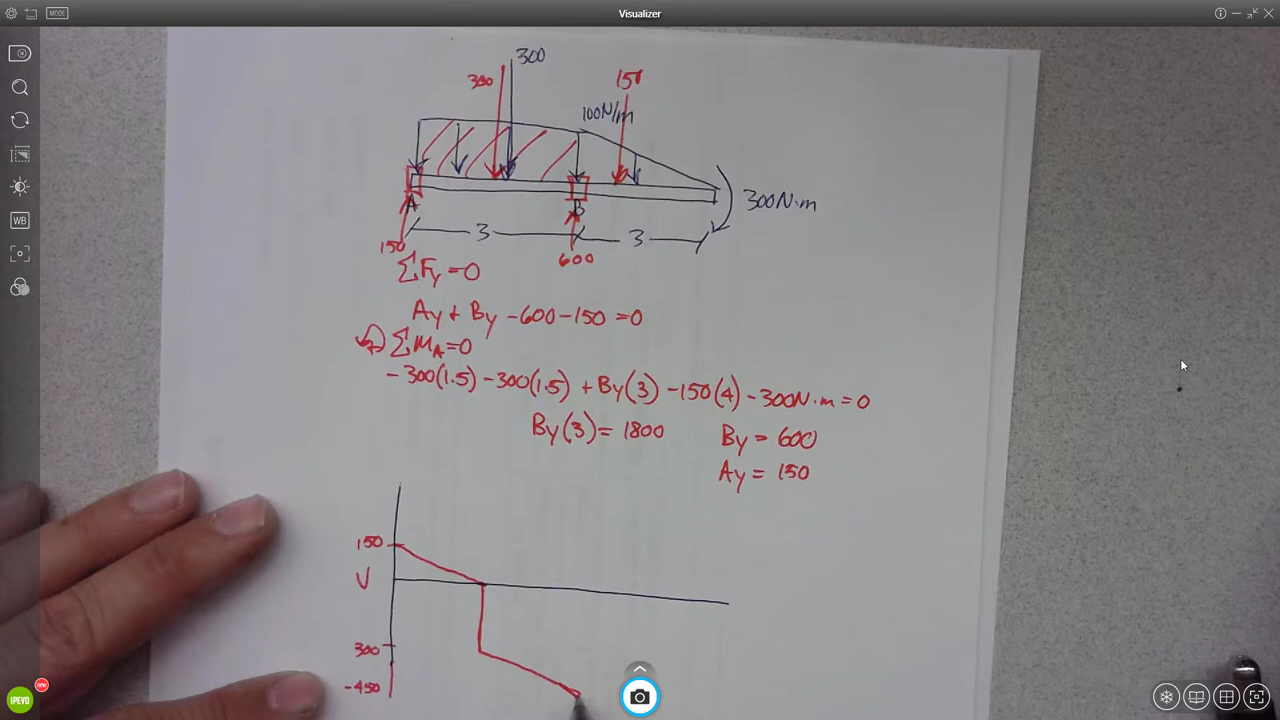 Visualizer
MODE
WB
300
300
150
100N/m
300N·m
A
B
3
3
150
600
ΣFy=0
Ay + By -600-150=0
ΣMA=0
-300(1.5) -300(1.5) + By(3) -150(4) -300N·m=0
By(3)= 1800
By = 600
Ay = 150
150
V
300
-450
IPEVO
new